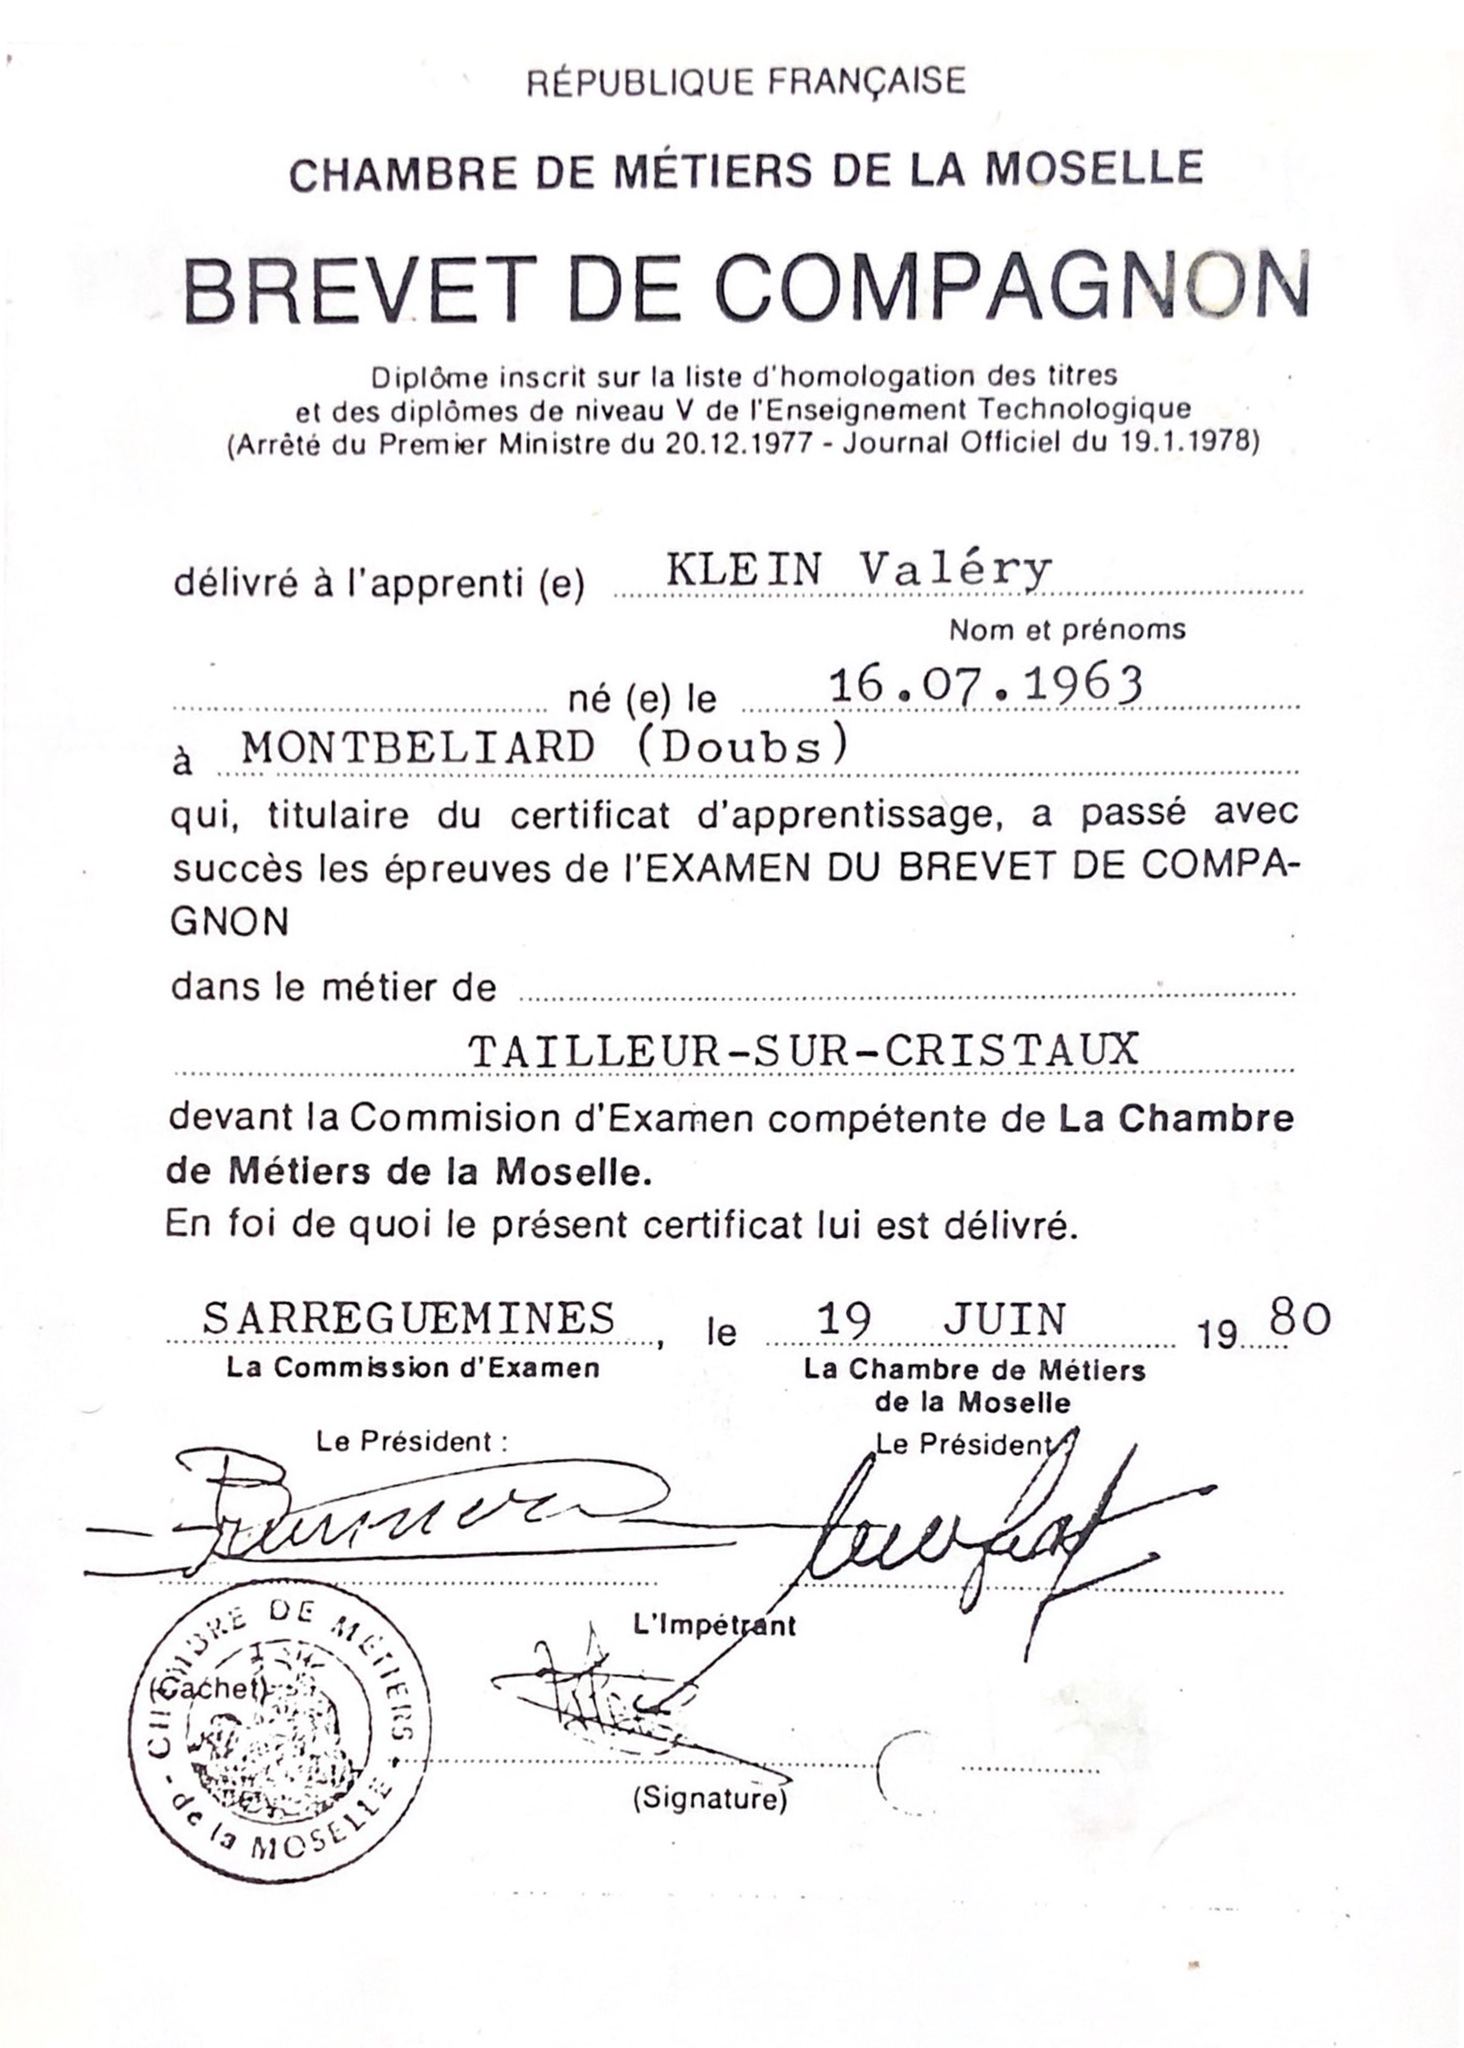 RÉPUBLIQUE FRANÇAISE
CHAMBRE DE MÉTIERS DE LA MOSELLE
BREVET DE COMPAGNON
Diplôme inscrit sur la liste d'homologation des titres
et des diplômes de niveau V de l'Enseignement Technologique
(Arrêté du Premier Ministre du 20.12.1977 - Journal Officiel du 19.1.1978)
délivré à l'apprenti (e) KLEIN Valéry
Nom et prénoms
né (e) le 16.07.1963
à MONTBELIARD (Doubs)
qui, titulaire du certificat d'apprentissage, a passé avec
succès les épreuves de l'EXAMEN DU BREVET DE COMPA-
GNON
dans le métier de
TAILLEUR-SUR-CRISTAUX
devant la Commision d'Examen compétente de La Chambre
de Métiers de la Moselle.
En foi de quoi le présent certificat lui est délivré.
SARREGUEMINES, le 19 JUIN 1980
La Commission d'Examen La Chambre de Métiers
de la Moselle
Le Président : Le Président
L'Impétrant
CHAMBRE DE METIERS
(Cachet)
- de la MOSELLE -
(Signature)